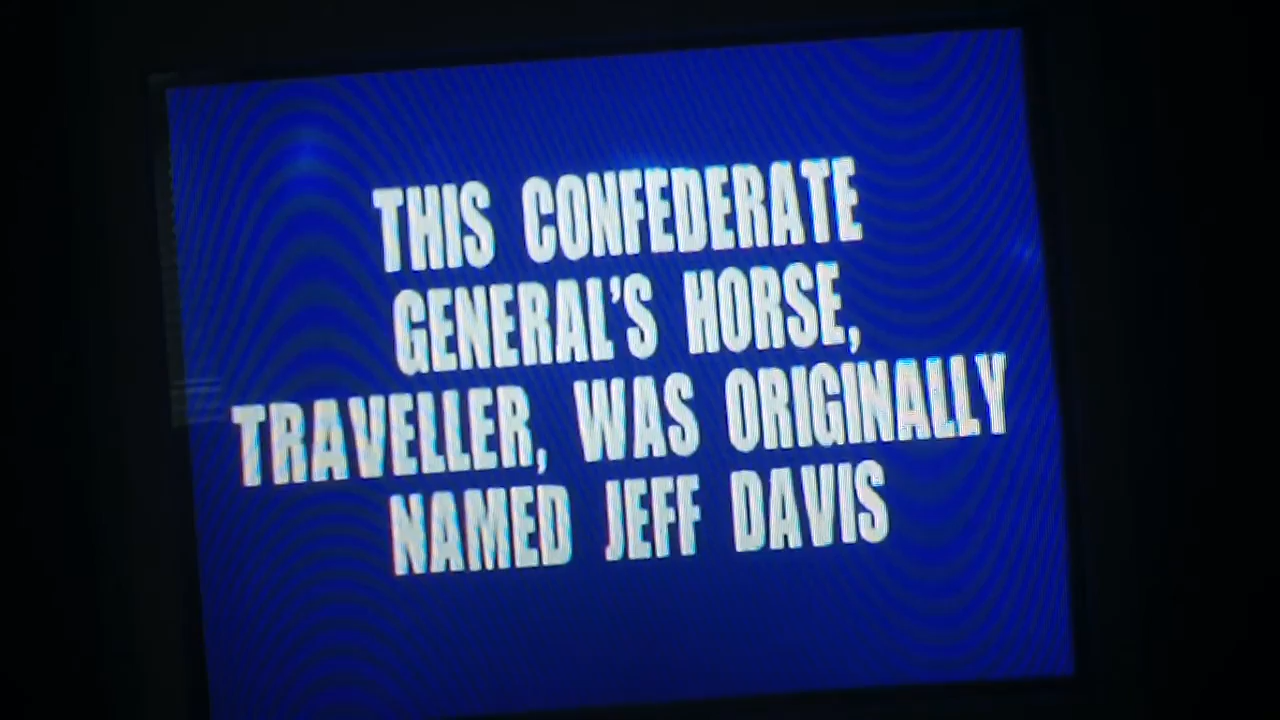 THIS CONFEDERATE
GENERAL'S HORSE,
TRAVELLER, WAS ORIGINALLY
NAMED JEFF DAVIS